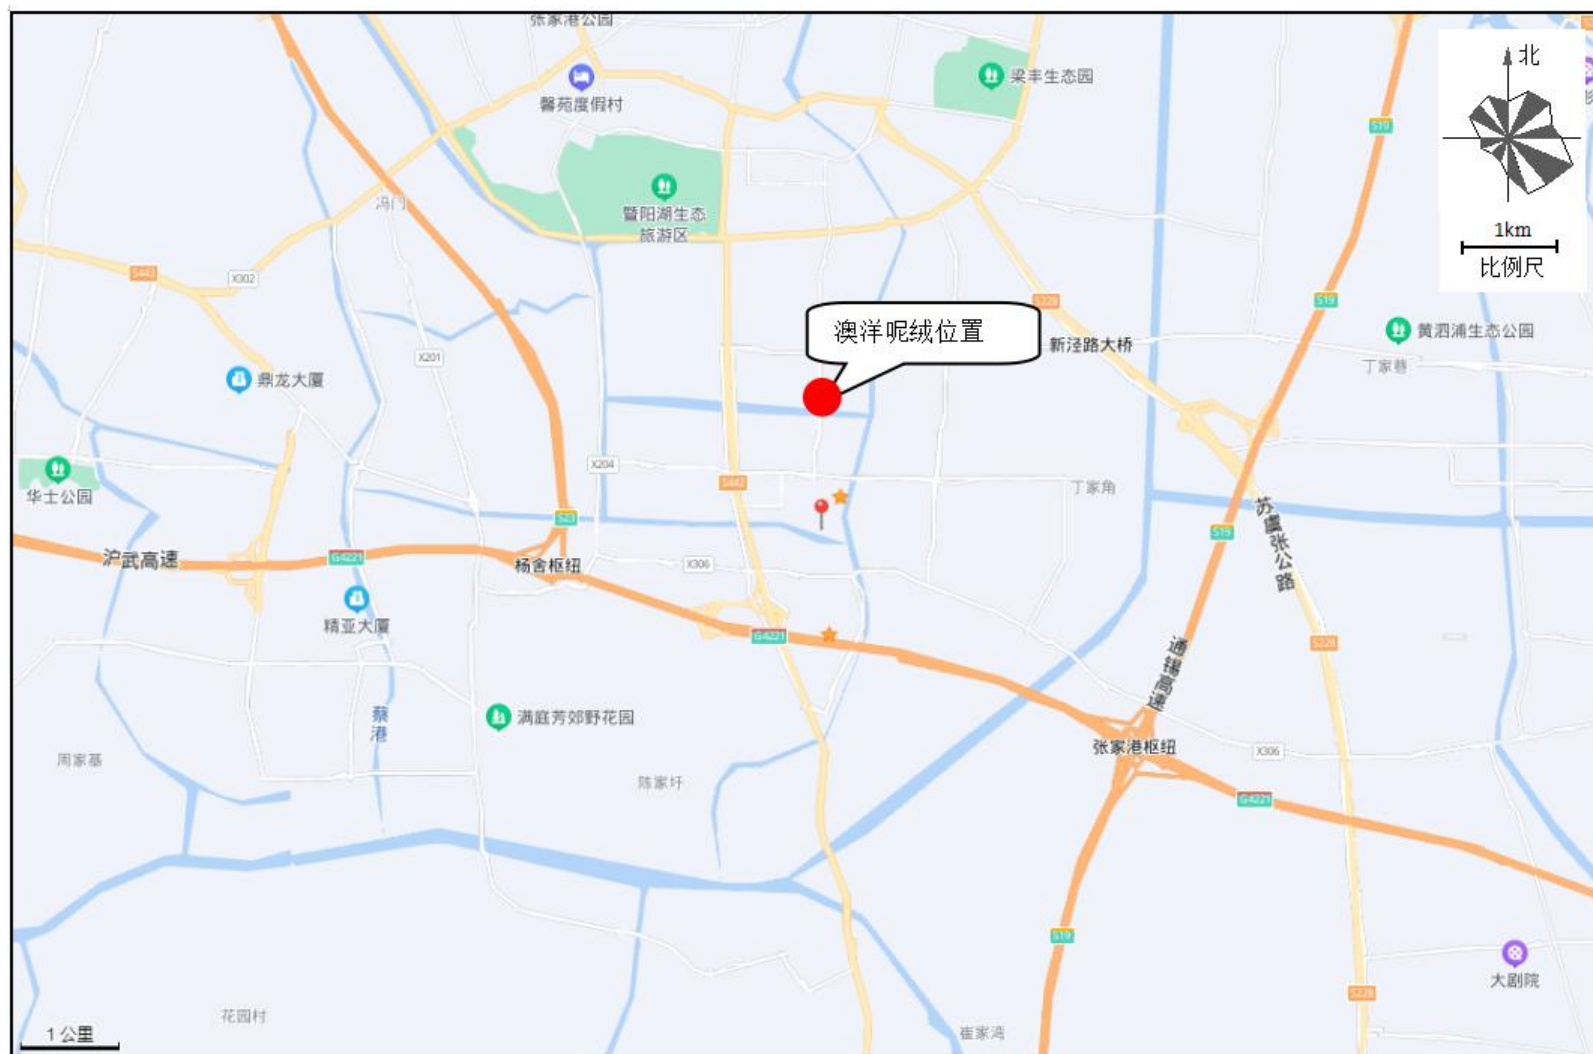 张家港公园
北
梁丰生态园
馨苑度假村
S19
暨阳湖生态
旅游区
冯门
1km
比例尺
S443
X302
S228
S19
澳洋呢绒位置
新泾路大桥
黄泗浦生态公园
丁家巷
X201
鼎龙大厦
X204
华士公园
S442
丁家角
苏虞张公路
S23
S19
沪武高速
G4221
杨舍枢纽
X306
精亚大厦
G4221
S228
通锡高速
蔡港
满庭芳郊野花园
张家港枢纽
X306
周家基
陈家圩
G4221
S19
大剧院
S228
花园村
崔家湾
1 公里